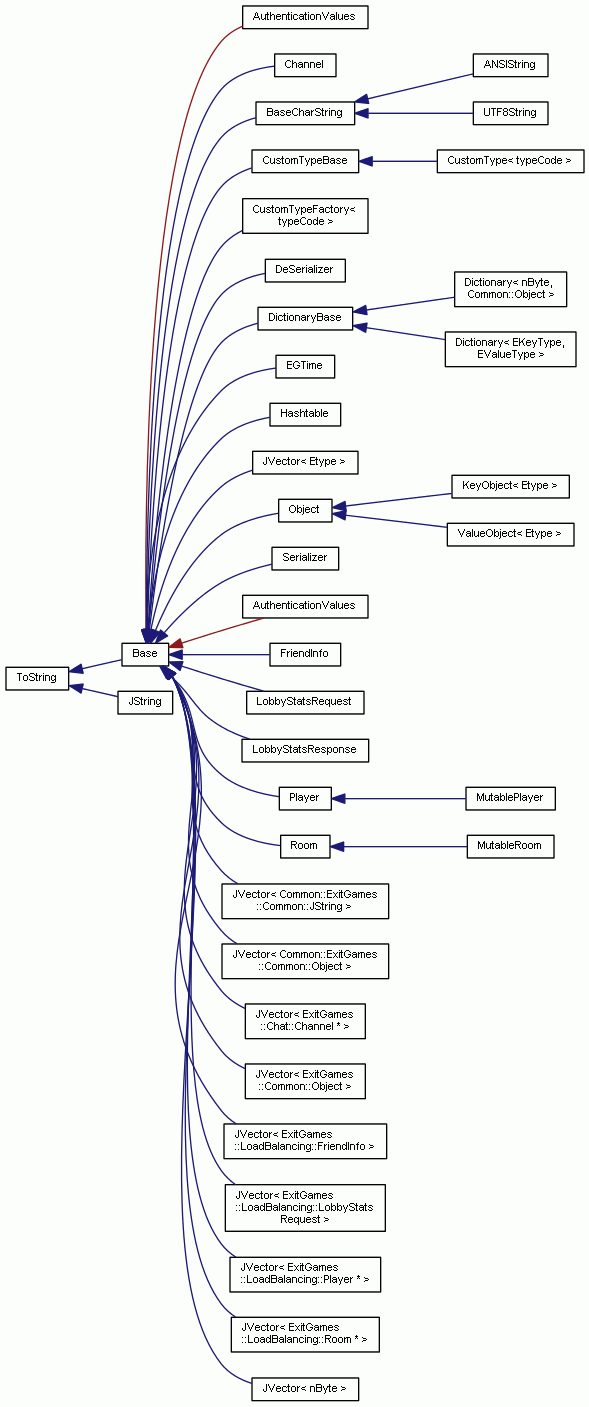 AuthenticationValues
Channel
ANSIString
BaseCharString
UTF8String
CustomTypeBase
CustomType< typeCode >
CustomTypeFactory<
typeCode >
DeSerializer
Dictionary< nByte,
Common::Object >
DictionaryBase
Dictionary< EKeyType,
EValueType >
EGTime
Hashtable
JVector< Etype >
KeyObject< Etype >
Object
ValueObject< Etype >
Serializer
AuthenticationValues
Base
FriendInfo
ToString
JString
LobbyStatsRequest
LobbyStatsResponse
Player
MutablePlayer
Room
MutableRoom
JVector< Common::ExitGames
::Common::JString >
JVector< Common::ExitGames
::Common::Object >
JVector< ExitGames
::Chat::Channel * >
JVector< ExitGames
::Common::Object >
JVector< ExitGames
::LoadBalancing::FriendInfo >
JVector< ExitGames
::LoadBalancing::LobbyStats
Request >
JVector< ExitGames
::LoadBalancing::Player * >
JVector< ExitGames
::LoadBalancing::Room * >
JVector< nByte >